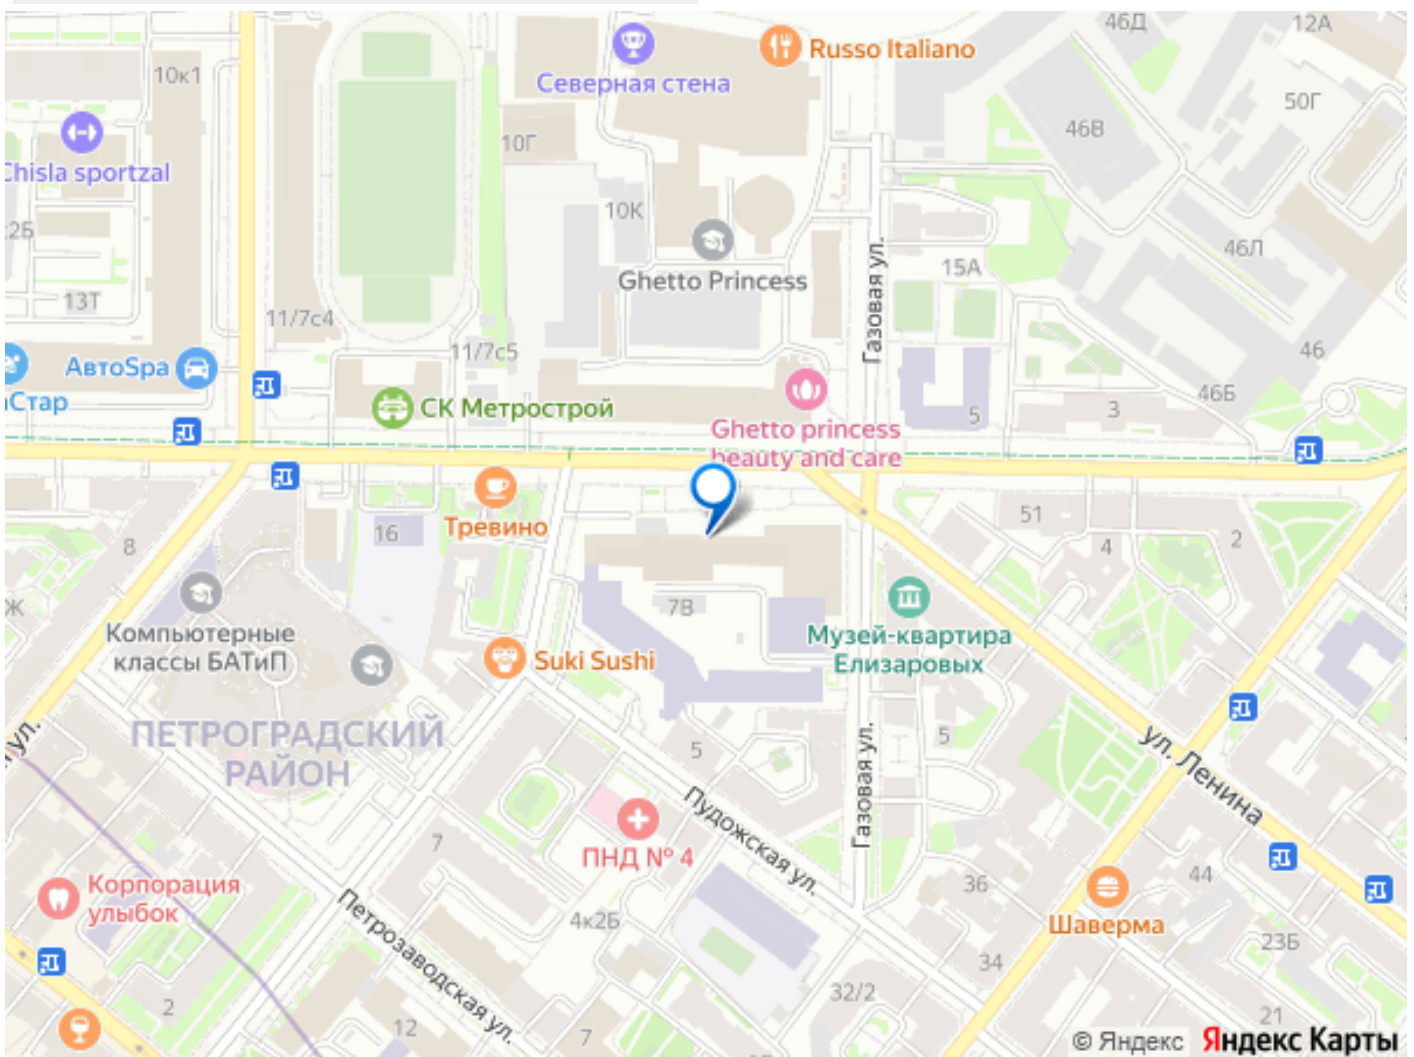 46Д
12А
Russo Italiano
Северная стена
10к1
50Г
46В
10Г
Chisla sportzal
10К
25
46Л
Ghetto Princess
15А
13Т
11/7с4
Газовая ул.
11/7с5
46
АвтоSpa
46Б
Стар
СК Метрострой
3
5
Ghetto princess
beauty and care
51
16
Тревино
8
4
2
Ж
7В
Компьютерные
классы БАТиП
Музей-квартира
Елизаровых
Suki Sushi
ПЕТРОГРАДСКИЙ
РАЙОН
ул.
5
5
ул. Ленина
Газовая ул.
Пудожская ул.
7
ПНД № 4
36
44
Корпорация
улыбок
Петрозаводская ул.
4к2Б
Шаверма
23Б
34
32/2
2
12
7
21
© Яндекс Яндекс Карты